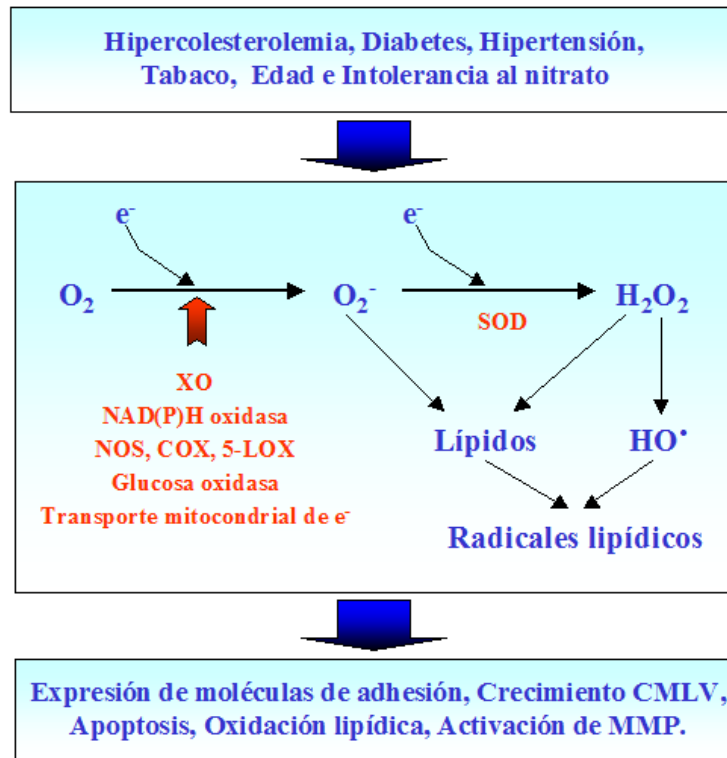 Hipercolesterolemia, Diabetes, Hipertensión,
Tabaco, Edad e Intolerancia al nitrato
e⁻ e⁻
O₂ O₂⁻ H₂O₂
SOD
XO
NAD(P)H oxidasa
NOS, COX, 5-LOX
Glucosa oxidasa
Transporte mitocondrial de e⁻
Lípidos HO•
Radicales lipídicos
Expresión de moléculas de adhesión, Crecimiento CMLV,
Apoptosis, Oxidación lipídica, Activación de MMP.